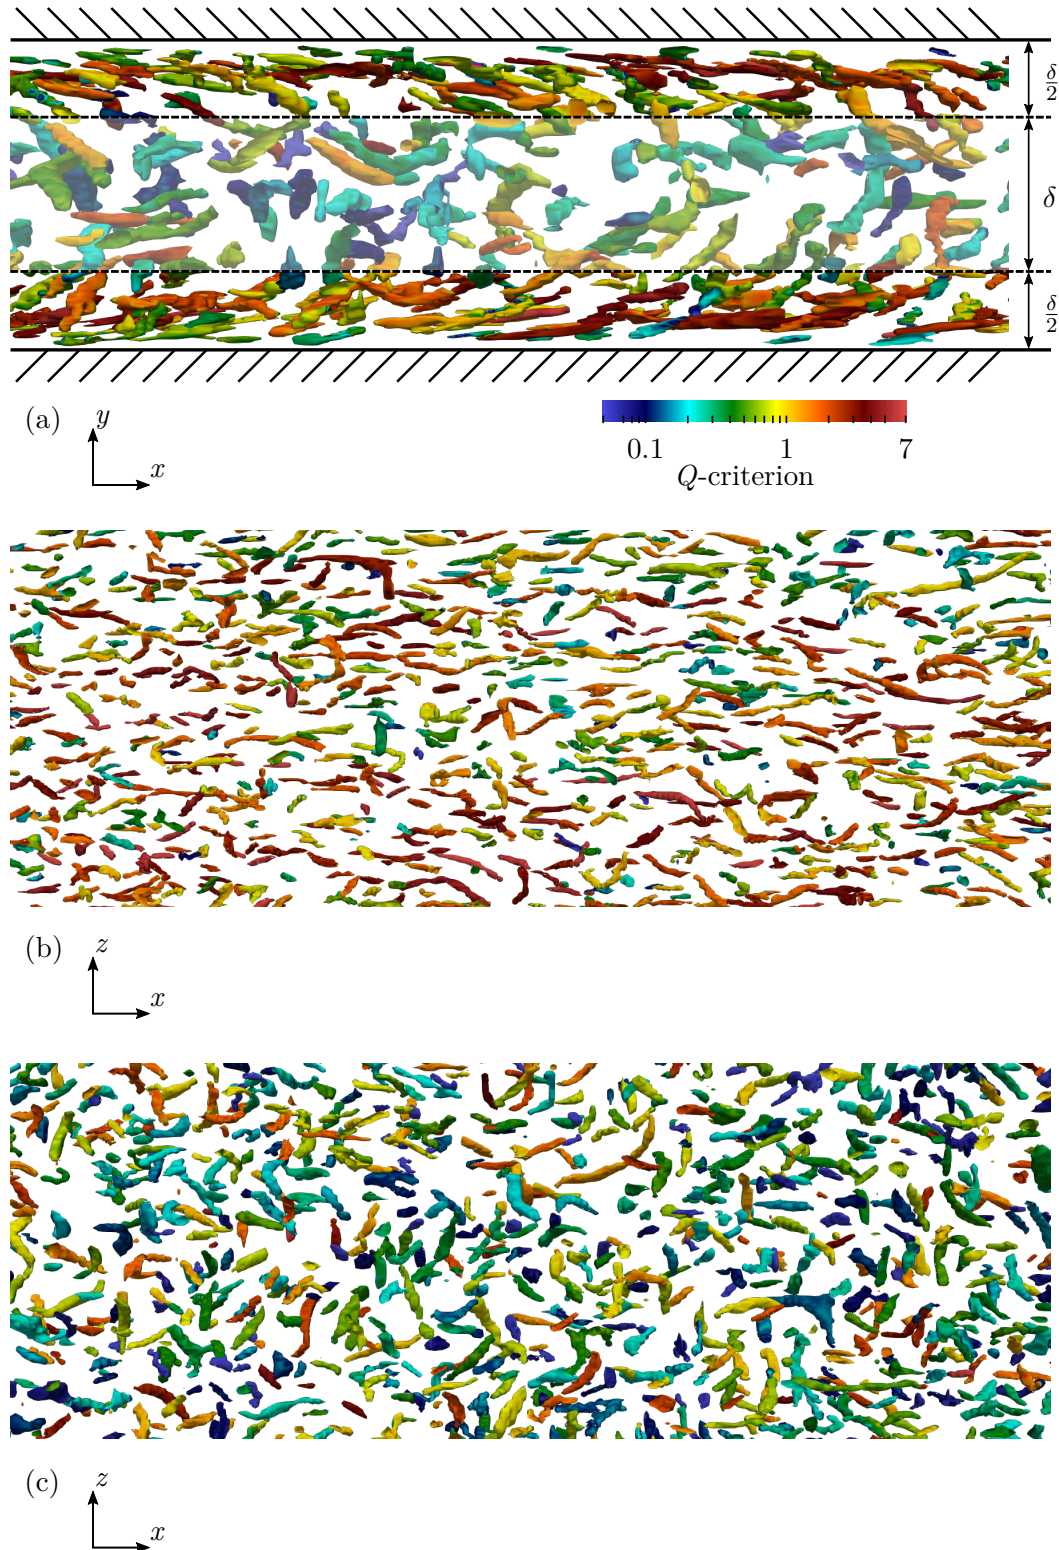 δ/2
δ
δ/2
(a)
y
x
0.1 1 7
Q-criterion
(b)
z
x
(c)
z
x